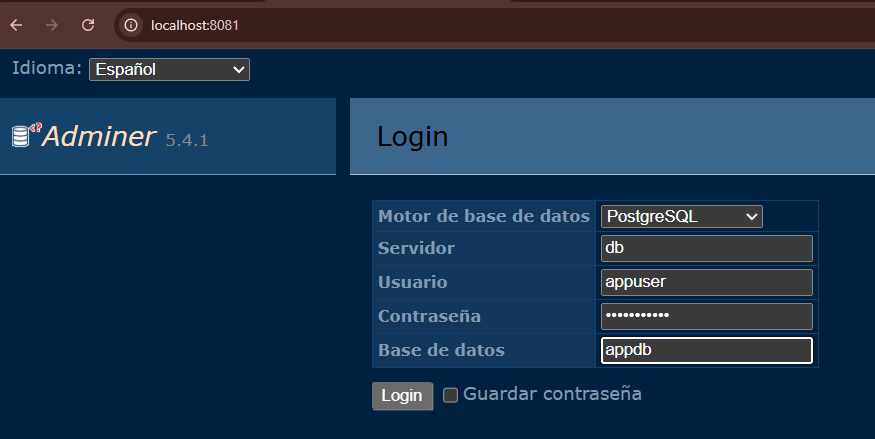 localhost:8081
Idioma: Español
Adminer 5.4.1
Login
Motor de base de datos PostgreSQL
Servidor db
Usuario appuser
Contraseña •••••••••••
Base de datos appdb
Login Guardar contraseña